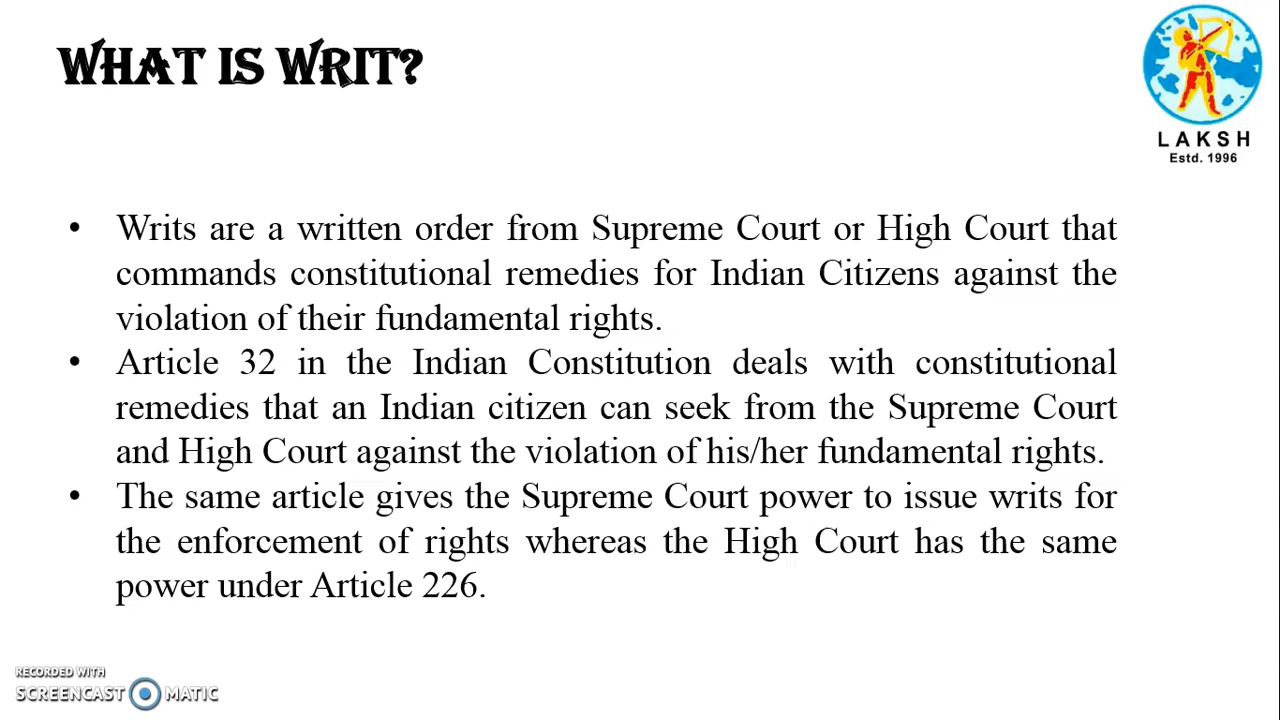 WHAT IS WRIT?
LAKSH
Estd. 1996
• Writs are a written order from Supreme Court or High Court that
commands constitutional remedies for Indian Citizens against the
violation of their fundamental rights.
• Article 32 in the Indian Constitution deals with constitutional
remedies that an Indian citizen can seek from the Supreme Court
and High Court against the violation of his/her fundamental rights.
• The same article gives the Supreme Court power to issue writs for
the enforcement of rights whereas the High Court has the same
power under Article 226.
RECORDED WITH
SCREENCAST MATIC